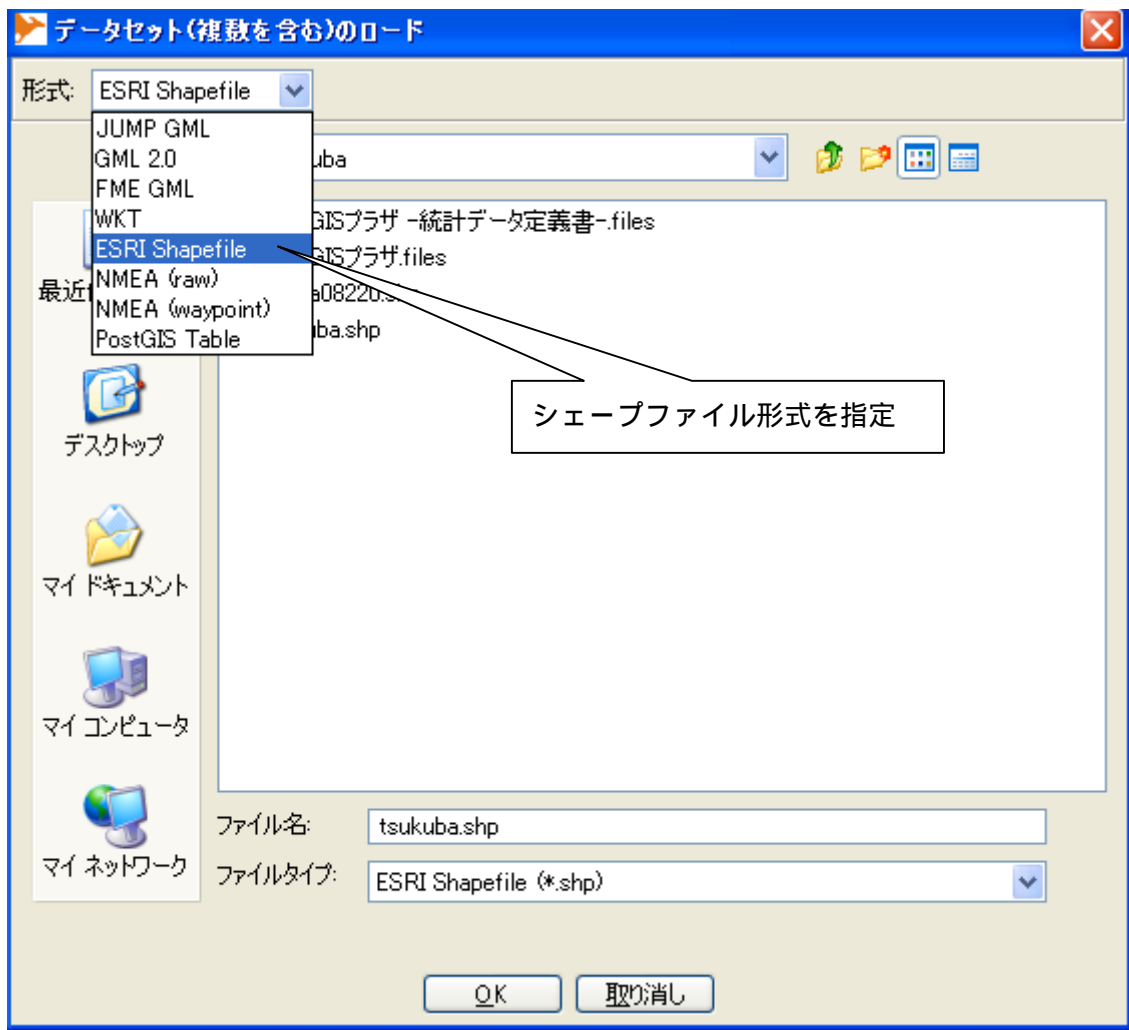 データセット(複数を含む)のロード
形式: ESRI Shapefile
JUMP GML
GML 2.0
FME GML
WKT
ESRI Shapefile
NMEA (raw)
NMEA (waypoint)
PostGIS Table
uba
GISプラザ -統計データ定義書-.files
GISプラザ.files
a08220.shp
uba.shp
シェープファイル形式を指定
最近
デスクトップ
マイ ドキュメント
マイ コンピュータ
マイ ネットワーク
ファイル名: tsukuba.shp
ファイルタイプ: ESRI Shapefile (*.shp)
OK 取り消し